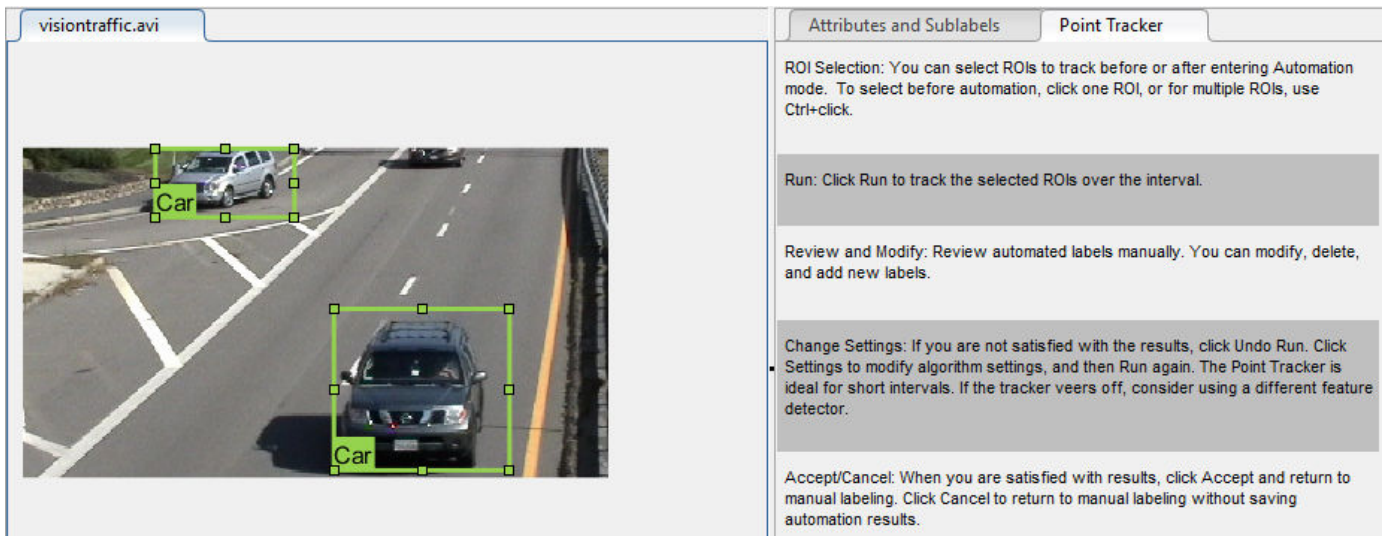 visiontraffic.avi
Car
Car
Attributes and Sublabels
Point Tracker
ROI Selection: You can select ROIs to track before or after entering Automation
mode. To select before automation, click one ROI, or for multiple ROIs, use
Ctrl+click.
Run: Click Run to track the selected ROIs over the interval.
Review and Modify: Review automated labels manually. You can modify, delete,
and add new labels.
Change Settings: If you are not satisfied with the results, click Undo Run. Click
Settings to modify algorithm settings, and then Run again. The Point Tracker is
ideal for short intervals. If the tracker veers off, consider using a different feature
detector.
Accept/Cancel: When you are satisfied with results, click Accept and return to
manual labeling. Click Cancel to return to manual labeling without saving
automation results.